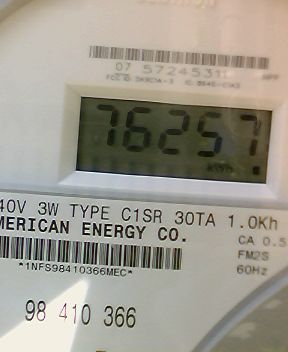 07 57245311
76257
kWh
40V 3W TYPE C1SR 30TA 1.0Kh
MERICAN ENERGY CO.
CA 0.5
FM2S
60Hz
*1NFS98410366MEC*
98 410 366